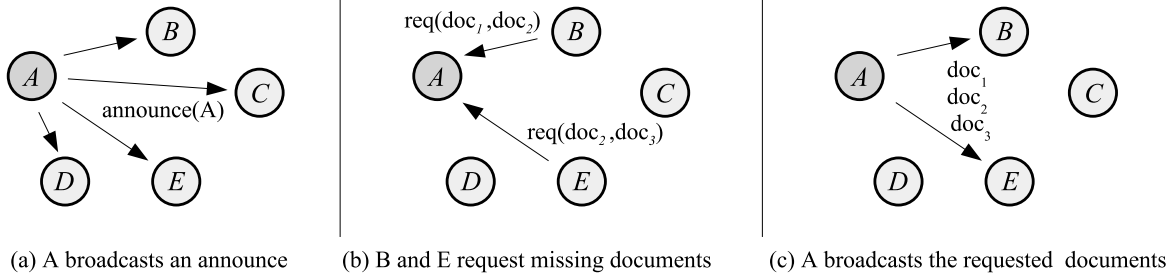 A
B
C
announce(A)
D
E
(a) A broadcasts an announce
req(doc1,doc2)
B
A
C
req(doc2,doc3)
D
E
(b) B and E request missing documents
A
B
doc1
doc2
doc3
C
D
E
(c) A broadcasts the requested documents